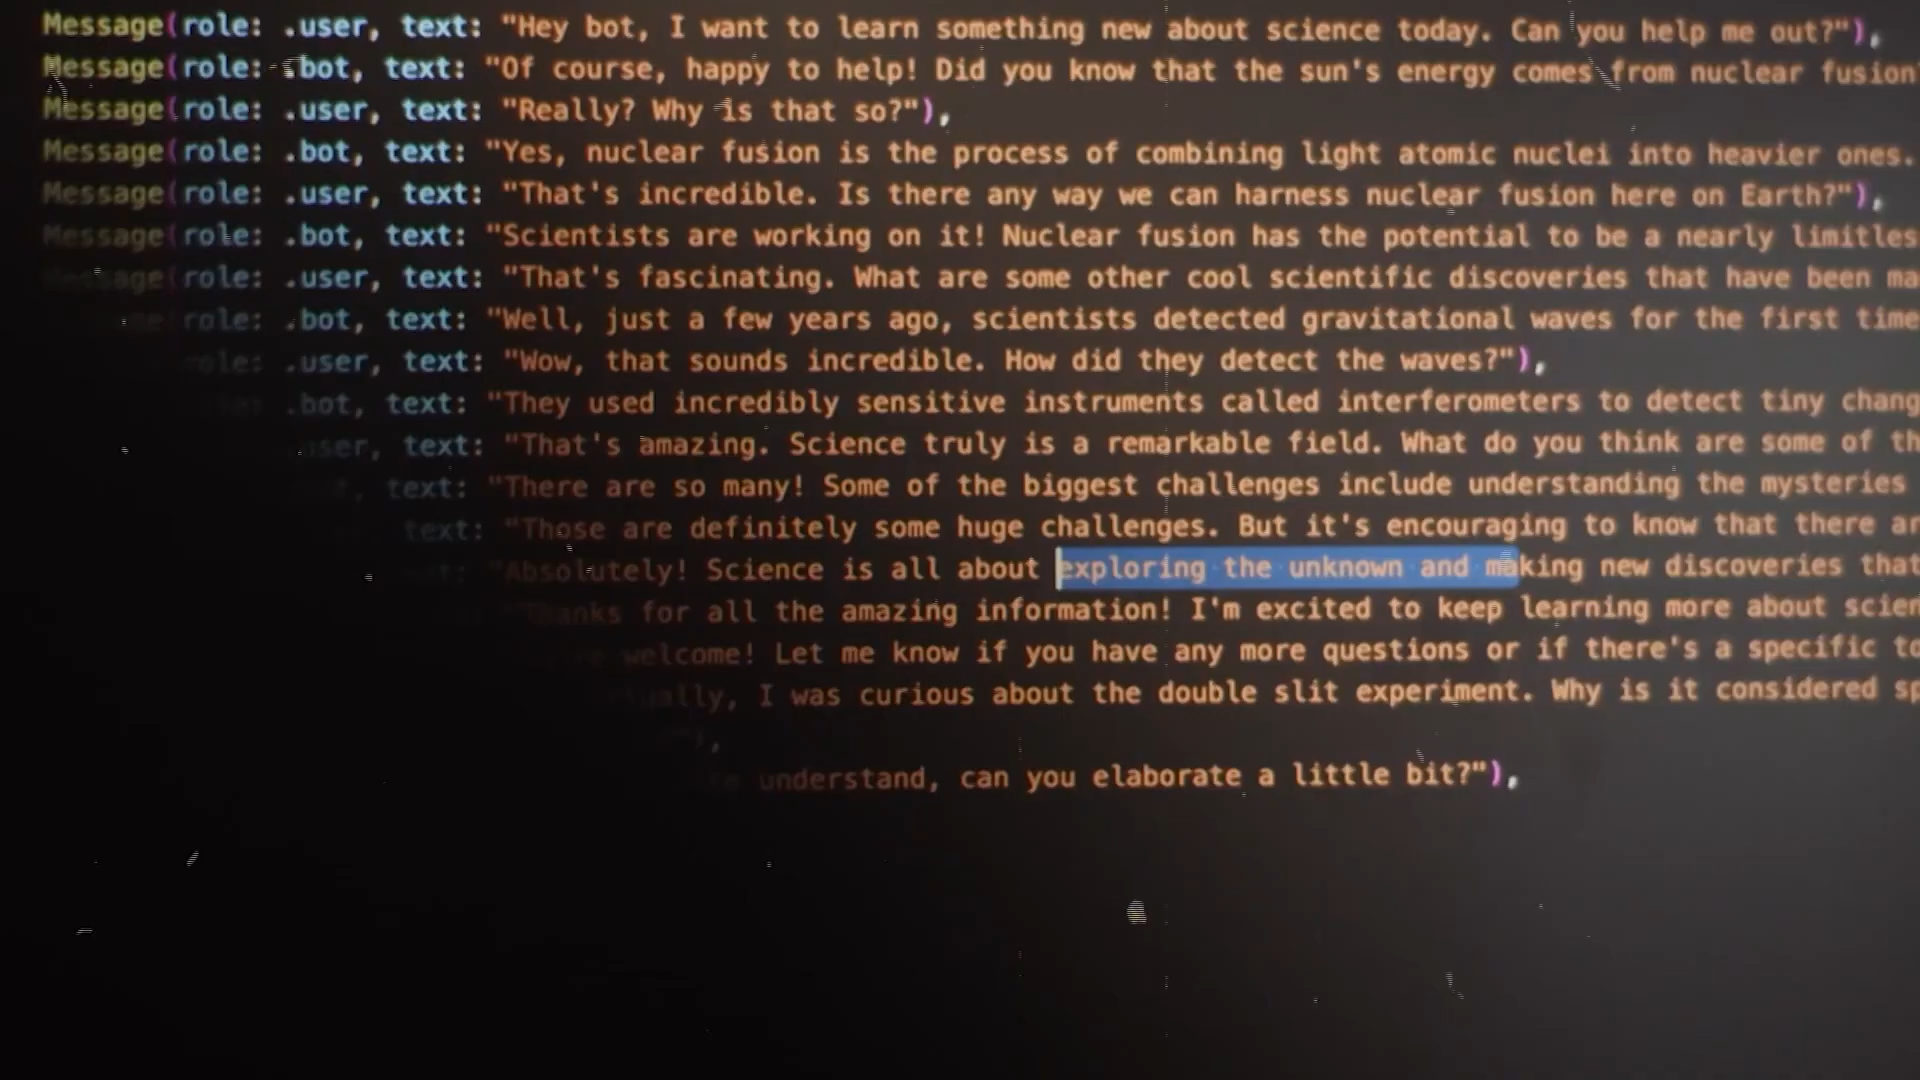 Message(role: .user, text: "Hey bot, I want to learn something new about science today. Can you help me out?"),
Message(role: .bot, text: "Of course, happy to help! Did you know that the sun's energy comes from nuclear fusion
Message(role: .user, text: "Really? Why is that so?"),
Message(role: .bot, text: "Yes, nuclear fusion is the process of combining light atomic nuclei into heavier ones.
Message(role: .user, text: "That's incredible. Is there any way we can harness nuclear fusion here on Earth?"),
Message(role: .bot, text: "Scientists are working on it! Nuclear fusion has the potential to be a nearly limitles
Message(role: .user, text: "That's fascinating. What are some other cool scientific discoveries that have been ma
role: .bot, text: "Well, just a few years ago, scientists detected gravitational waves for the first time
role: .user, text: "Wow, that sounds incredible. How did they detect the waves?"),
.bot, text: "They used incredibly sensitive instruments called interferometers to detect tiny chang
user, text: "That's amazing. Science truly is a remarkable field. What do you think are some of th
text: "There are so many! Some of the biggest challenges include understanding the mysteries
text: "Those are definitely some huge challenges. But it's encouraging to know that there ar
"Absolutely! Science is all about exploring the unknown and making new discoveries that
"Thanks for all the amazing information! I'm excited to keep learning more about scien
welcome! Let me know if you have any more questions or if there's a specific to
ually, I was curious about the double slit experiment. Why is it considered sp
"),
understand, can you elaborate a little bit?"),